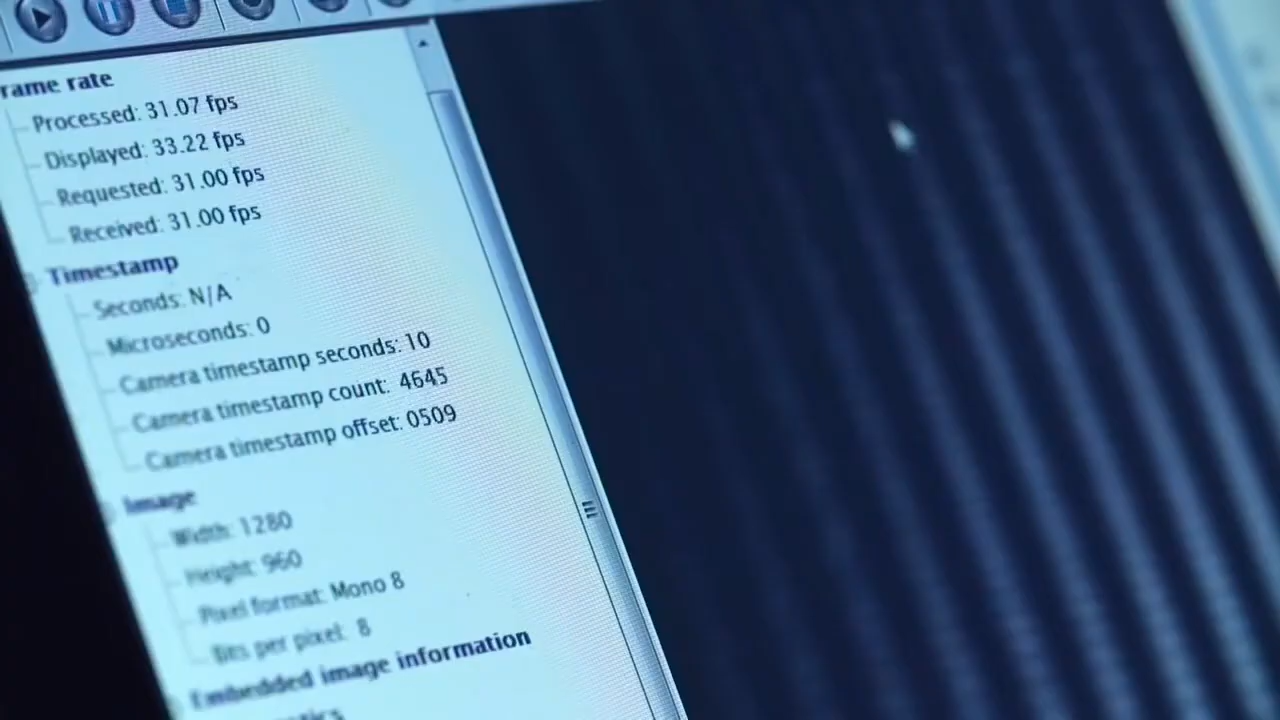 rame rate
Processed: 31.07 fps
Displayed: 33.22 fps
Requested: 31.00 fps
Received: 31.00 fps
Timestamp
Seconds: N/A
Microseconds: 0
Camera timestamp seconds: 10
Camera timestamp count: 4645
Camera timestamp offset: 0509
Image
Width: 1280
Height: 960
Pixel format: Mono 8
Bits per pixel: 8
Embedded image information